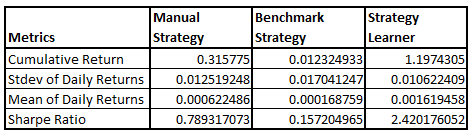 Metrics Manual Strategy Benchmark Strategy Strategy Learner
Cumulative Return 0.315775 0.012324933 1.1974305
Stdev of Daily Returns 0.012519248 0.017041247 0.010622409
Mean of Daily Returns 0.000622486 0.000168759 0.001619458
Sharpe Ratio 0.789317073 0.157204965 2.420176052